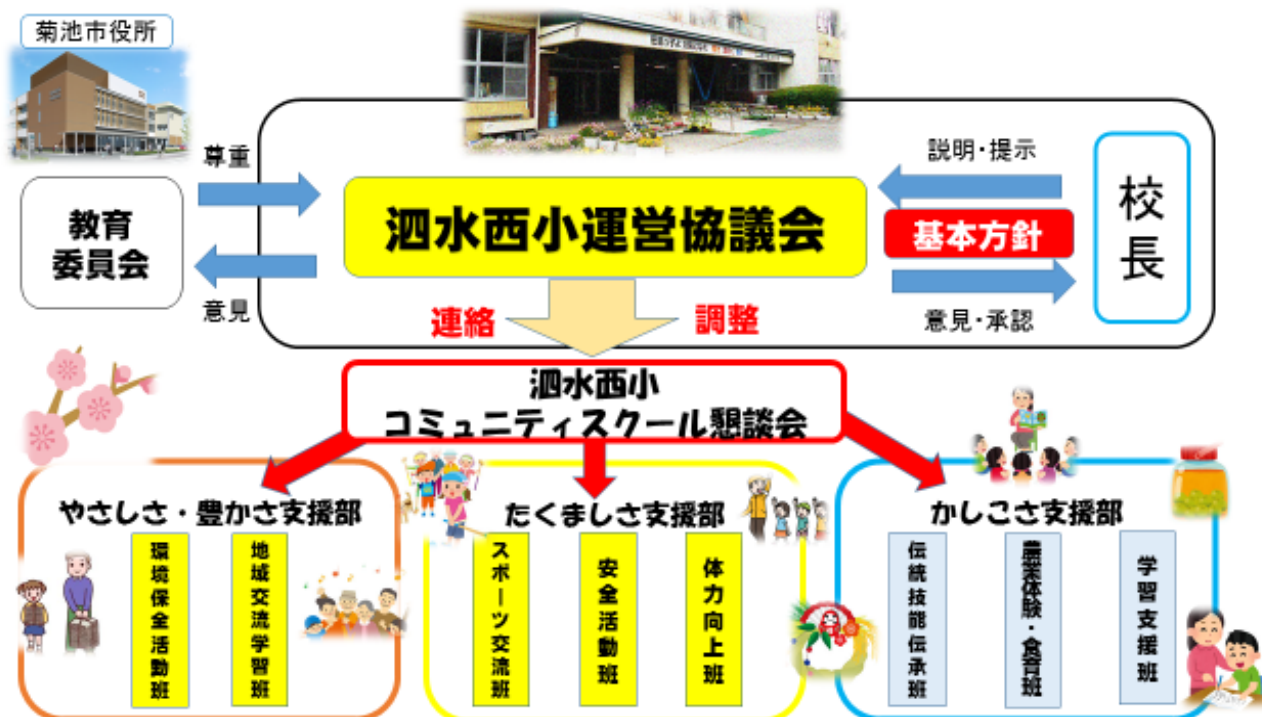 菊池市役所
尊重
教育
委員会
意見
泗水西小運営協議会
説明・提示
基本方針
意見・承認
校長
連絡
調整
泗水西小
コミュニティスクール懇談会
やさしさ・豊かさ支援部
環境保全活動班
地域交流学習班
たくましさ支援部
スポーツ交流班
安全活動班
体力向上班
かしこさ支援部
伝統技能伝承班
農業体験・食育班
学習支援班